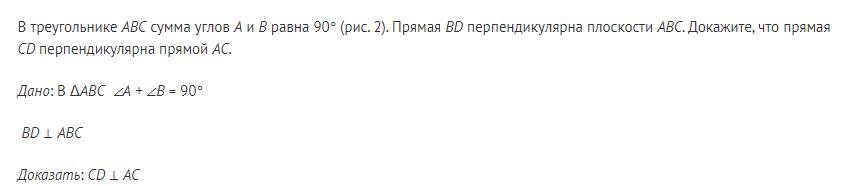 В треугольнике ABC сумма углов A и B равна 90° (рис. 2). Прямая BD перпендикулярна плоскости ABC. Докажите, что прямая
CD перпендикулярна прямой AC.
Дано: В ΔABC ∠A + ∠B = 90°
BD ⊥ ABC
Доказать: CD ⊥ AC